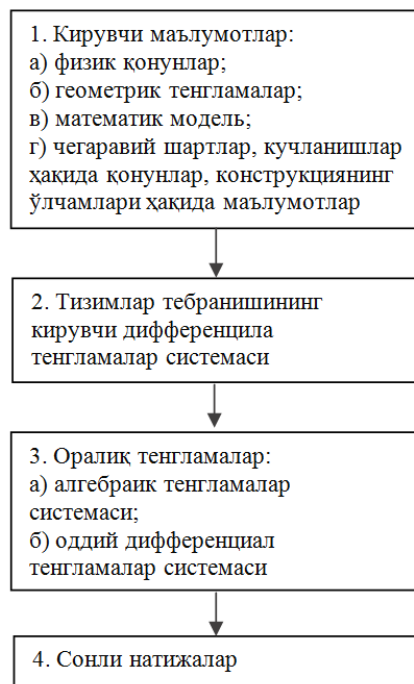 1. Кирувчи маълумотлар:
а) физик қонунлар;
б) геометрик тенгламалар;
в) математик модель;
г) чегаравий шартлар, кучланишлар
ҳақида қонунлар, конструкциянинг
ўлчамлари ҳақида маълумотлар
2. Тизимлар тебранишининг
кирувчи дифференцила
тенгламалар системаси
3. Оралиқ тенгламалар:
а) алгебраик тенгламалар
системаси;
б) оддий дифференциал
тенгламалар системаси
4. Сонли натижалар